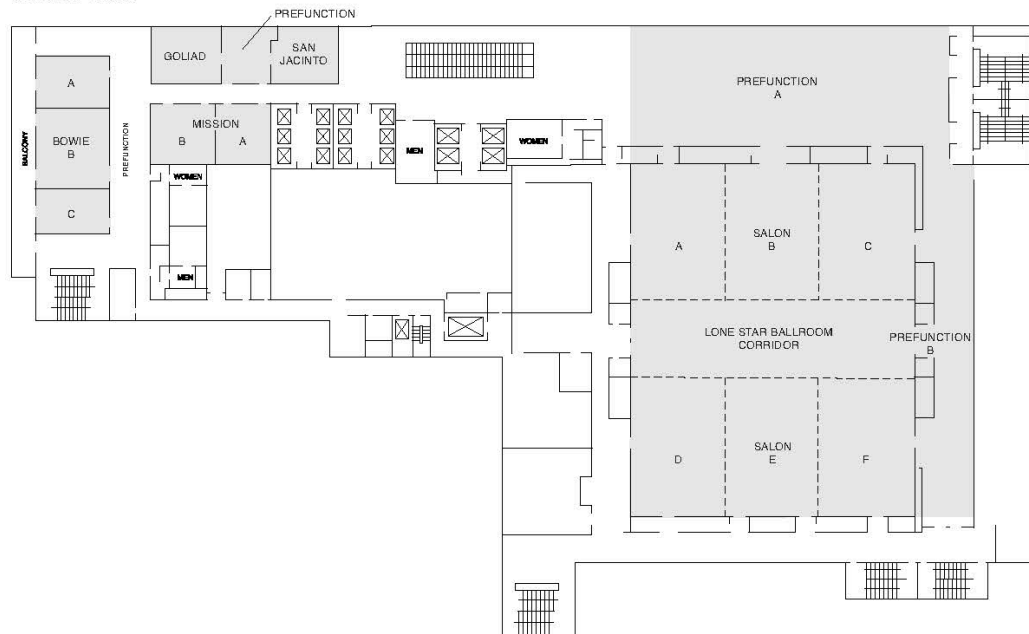 PREFUNCTION
GOLIAD
SAN
JACINTO
A
BOWIE
B
C
BALCONY
PREFUNCTION
MISSION
B
A
WOMEN
MEN
MEN
WOMEN
PREFUNCTION
A
A
SALON
B
C
LONE STAR BALLROOM
CORRIDOR
PREFUNCTION
B
D
SALON
E
F